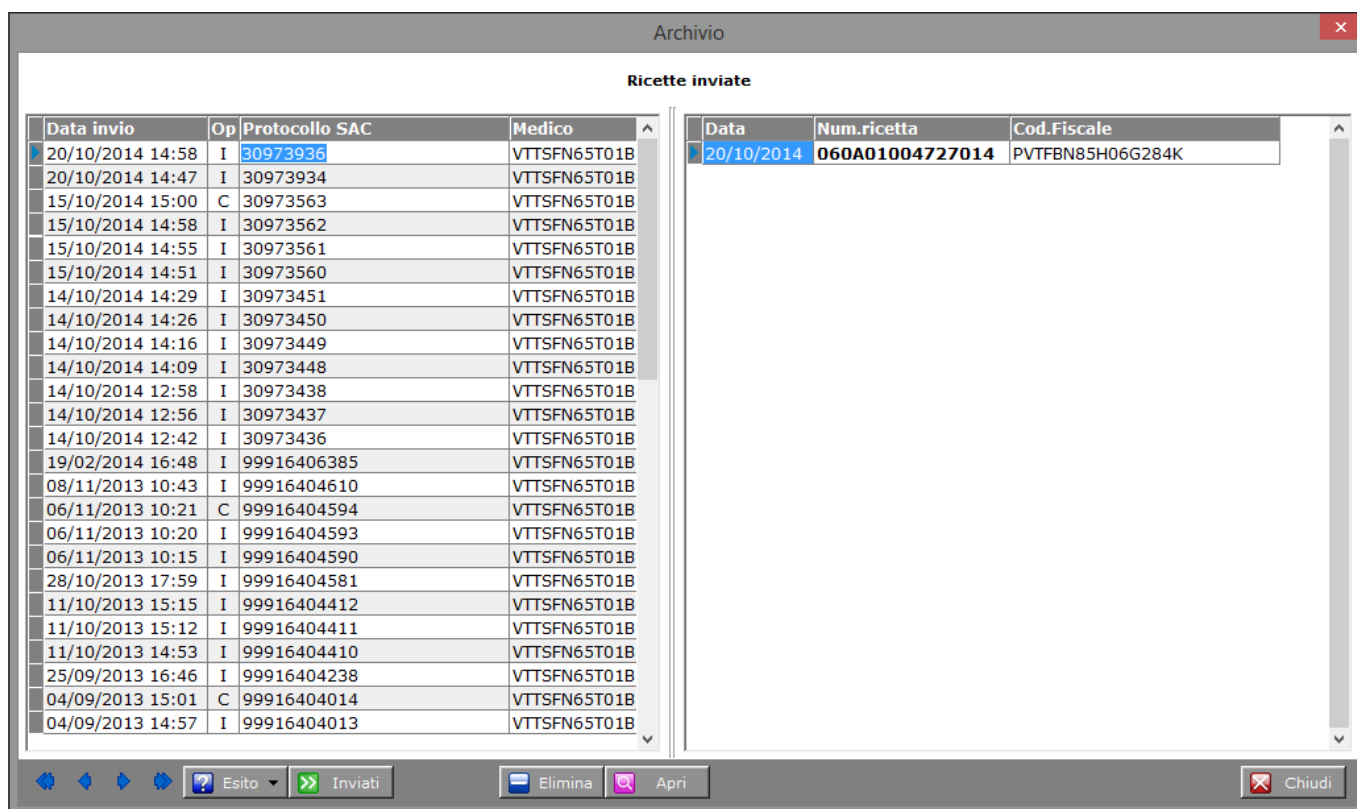 Archivio
Ricette inviate
Data invio Op Protocollo SAC Medico
20/10/2014 14:58 I 30973936 VTTSFN65T01B
20/10/2014 14:47 I 30973934 VTTSFN65T01B
15/10/2014 15:00 C 30973563 VTTSFN65T01B
15/10/2014 14:58 I 30973562 VTTSFN65T01B
15/10/2014 14:55 I 30973561 VTTSFN65T01B
15/10/2014 14:51 I 30973560 VTTSFN65T01B
14/10/2014 14:29 I 30973451 VTTSFN65T01B
14/10/2014 14:26 I 30973450 VTTSFN65T01B
14/10/2014 14:16 I 30973449 VTTSFN65T01B
14/10/2014 14:09 I 30973448 VTTSFN65T01B
14/10/2014 12:58 I 30973438 VTTSFN65T01B
14/10/2014 12:56 I 30973437 VTTSFN65T01B
14/10/2014 12:42 I 30973436 VTTSFN65T01B
19/02/2014 16:48 I 99916406385 VTTSFN65T01B
08/11/2013 10:43 I 99916404610 VTTSFN65T01B
06/11/2013 10:21 C 99916404594 VTTSFN65T01B
06/11/2013 10:20 I 99916404593 VTTSFN65T01B
06/11/2013 10:15 I 99916404590 VTTSFN65T01B
28/10/2013 17:59 I 99916404581 VTTSFN65T01B
11/10/2013 15:15 I 99916404412 VTTSFN65T01B
11/10/2013 15:12 I 99916404411 VTTSFN65T01B
11/10/2013 14:53 I 99916404410 VTTSFN65T01B
25/09/2013 16:46 I 99916404238 VTTSFN65T01B
04/09/2013 15:01 C 99916404014 VTTSFN65T01B
04/09/2013 14:57 I 99916404013 VTTSFN65T01B
Data Num.ricetta Cod.Fiscale
20/10/2014 060A01004727014 PVTFBN85H06G284K
Esito Inviati Elimina Apri Chiudi